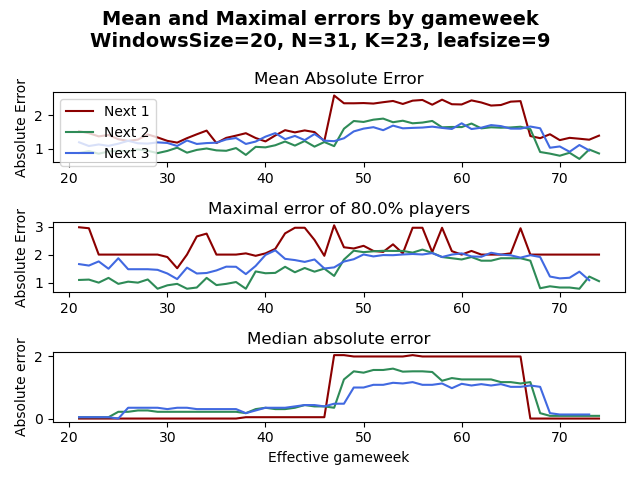 Mean and Maximal errors by gameweek
WindowsSize=20, N=31, K=23, leafsize=9
Mean Absolute Error
Absolute Error
2
1
Next 1
Next 2
Next 3
20 30 40 50 60 70
Maximal error of 80.0% players
Absolute Error
3
2
1
20 30 40 50 60 70
Median absolute error
Absolute error
2
0
20 30 40 50 60 70
Effective gameweek